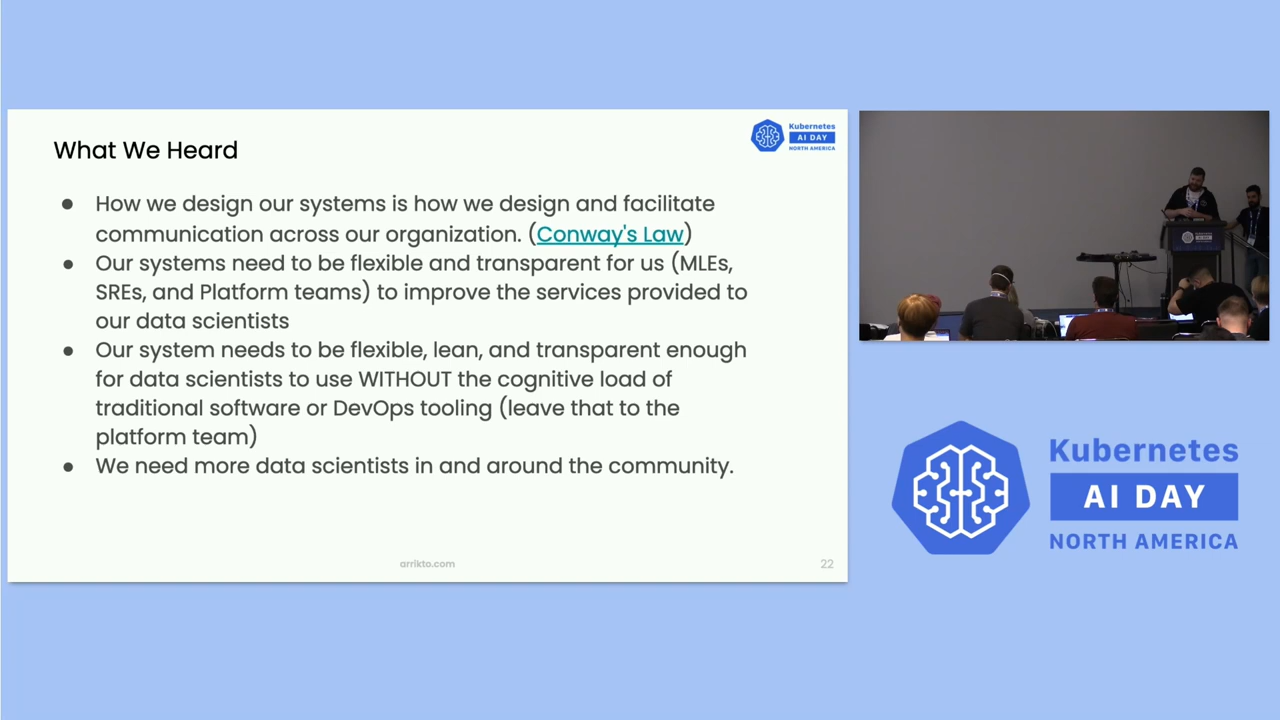 What We Heard
Kubernetes
AI DAY
NORTH AMERICA
● How we design our systems is how we design and facilitate
communication across our organization. (Conway's Law)
● Our systems need to be flexible and transparent for us (MLEs,
SREs, and Platform teams) to improve the services provided to
our data scientists
● Our system needs to be flexible, lean, and transparent enough
for data scientists to use WITHOUT the cognitive load of
traditional software or DevOps tooling (leave that to the
platform team)
● We need more data scientists in and around the community.
arrikto.com
22
Kubernetes
AI DAY
NORTH AMERICA